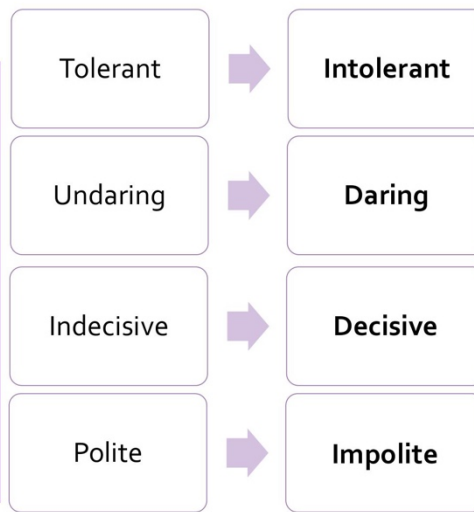 Tolerant Intolerant
Undaring Daring
Indecisive Decisive
Polite Impolite